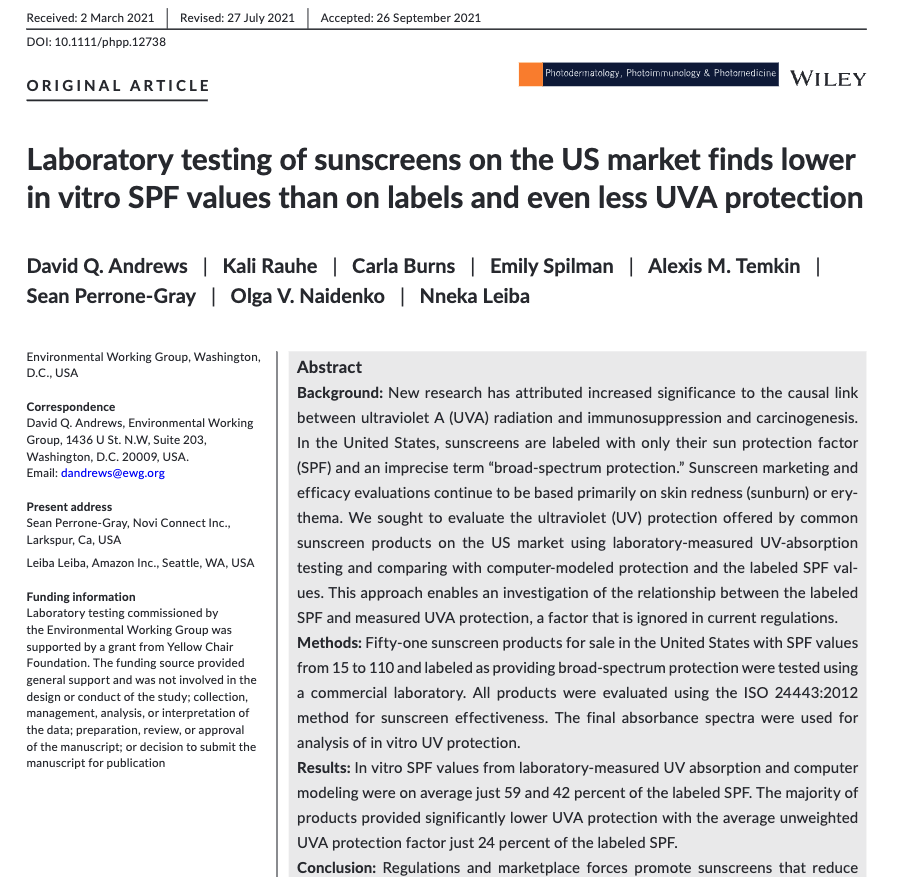 Received: 2 March 2021 | Revised: 27 July 2021 | Accepted: 26 September 2021
DOI: 10.1111/phpp.12738
ORIGINAL ARTICLE
Photodermatology, Photoimmunology & Photomedicine WILEY
Laboratory testing of sunscreens on the US market finds lower
in vitro SPF values than on labels and even less UVA protection
David Q. Andrews | Kali Rauhe | Carla Burns | Emily Spilman | Alexis M. Temkin |
Sean Perrone-Gray | Olga V. Naidenko | Nneka Leiba
Environmental Working Group, Washington,
D.C., USA
Correspondence
David Q. Andrews, Environmental Working
Group, 1436 U St. N.W, Suite 203,
Washington, D.C. 20009, USA.
Email: dandrews@ewg.org
Present address
Sean Perrone-Gray, Novi Connect Inc.,
Larkspur, Ca, USA
Leiba Leiba, Amazon Inc., Seattle, WA, USA
Funding information
Laboratory testing commissioned by
the Environmental Working Group was
supported by a grant from Yellow Chair
Foundation. The funding source provided
general support and was not involved in the
design or conduct of the study; collection,
management, analysis, or interpretation of
the data; preparation, review, or approval
of the manuscript; or decision to submit the
manuscript for publication
Abstract
Background: New research has attributed increased significance to the causal link
between ultraviolet A (UVA) radiation and immunosuppression and carcinogenesis.
In the United States, sunscreens are labeled with only their sun protection factor
(SPF) and an imprecise term “broad-spectrum protection.” Sunscreen marketing and
efficacy evaluations continue to be based primarily on skin redness (sunburn) or ery-
thema. We sought to evaluate the ultraviolet (UV) protection offered by common
sunscreen products on the US market using laboratory-measured UV-absorption
testing and comparing with computer-modeled protection and the labeled SPF val-
ues. This approach enables an investigation of the relationship between the labeled
SPF and measured UVA protection, a factor that is ignored in current regulations.
Methods: Fifty-one sunscreen products for sale in the United States with SPF values
from 15 to 110 and labeled as providing broad-spectrum protection were tested using
a commercial laboratory. All products were evaluated using the ISO 24443:2012
method for sunscreen effectiveness. The final absorbance spectra were used for
analysis of in vitro UV protection.
Results: In vitro SPF values from laboratory-measured UV absorption and computer
modeling were on average just 59 and 42 percent of the labeled SPF. The majority of
products provided significantly lower UVA protection with the average unweighted
UVA protection factor just 24 percent of the labeled SPF.
Conclusion: Regulations and marketplace forces promote sunscreens that reduce